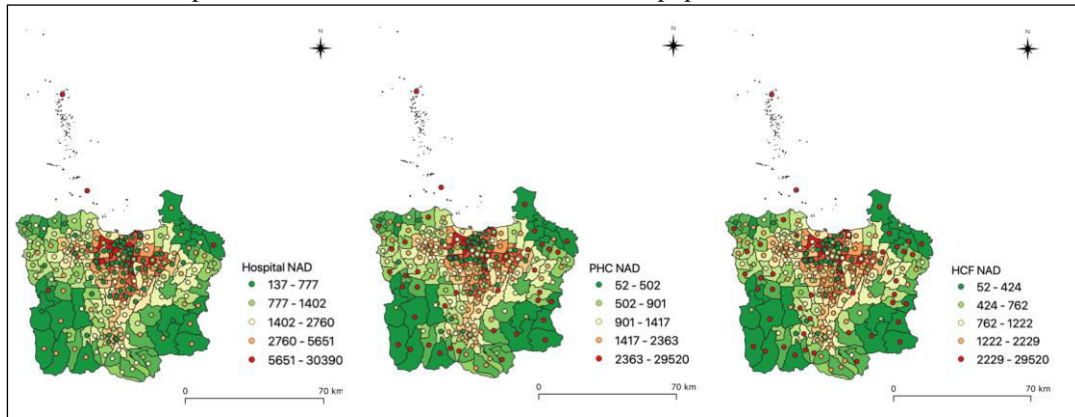 N
N
N
Hospital NAD
137 - 777
777 - 1402
1402 - 2760
2760 - 5651
5651 - 30390
0 70 km
PHC NAD
52 - 502
502 - 901
901 - 1417
1417 - 2363
2363 - 29520
0 70 km
HCF NAD
52 - 424
424 - 762
762 - 1222
1222 - 2229
2229 - 29520
0 70 km